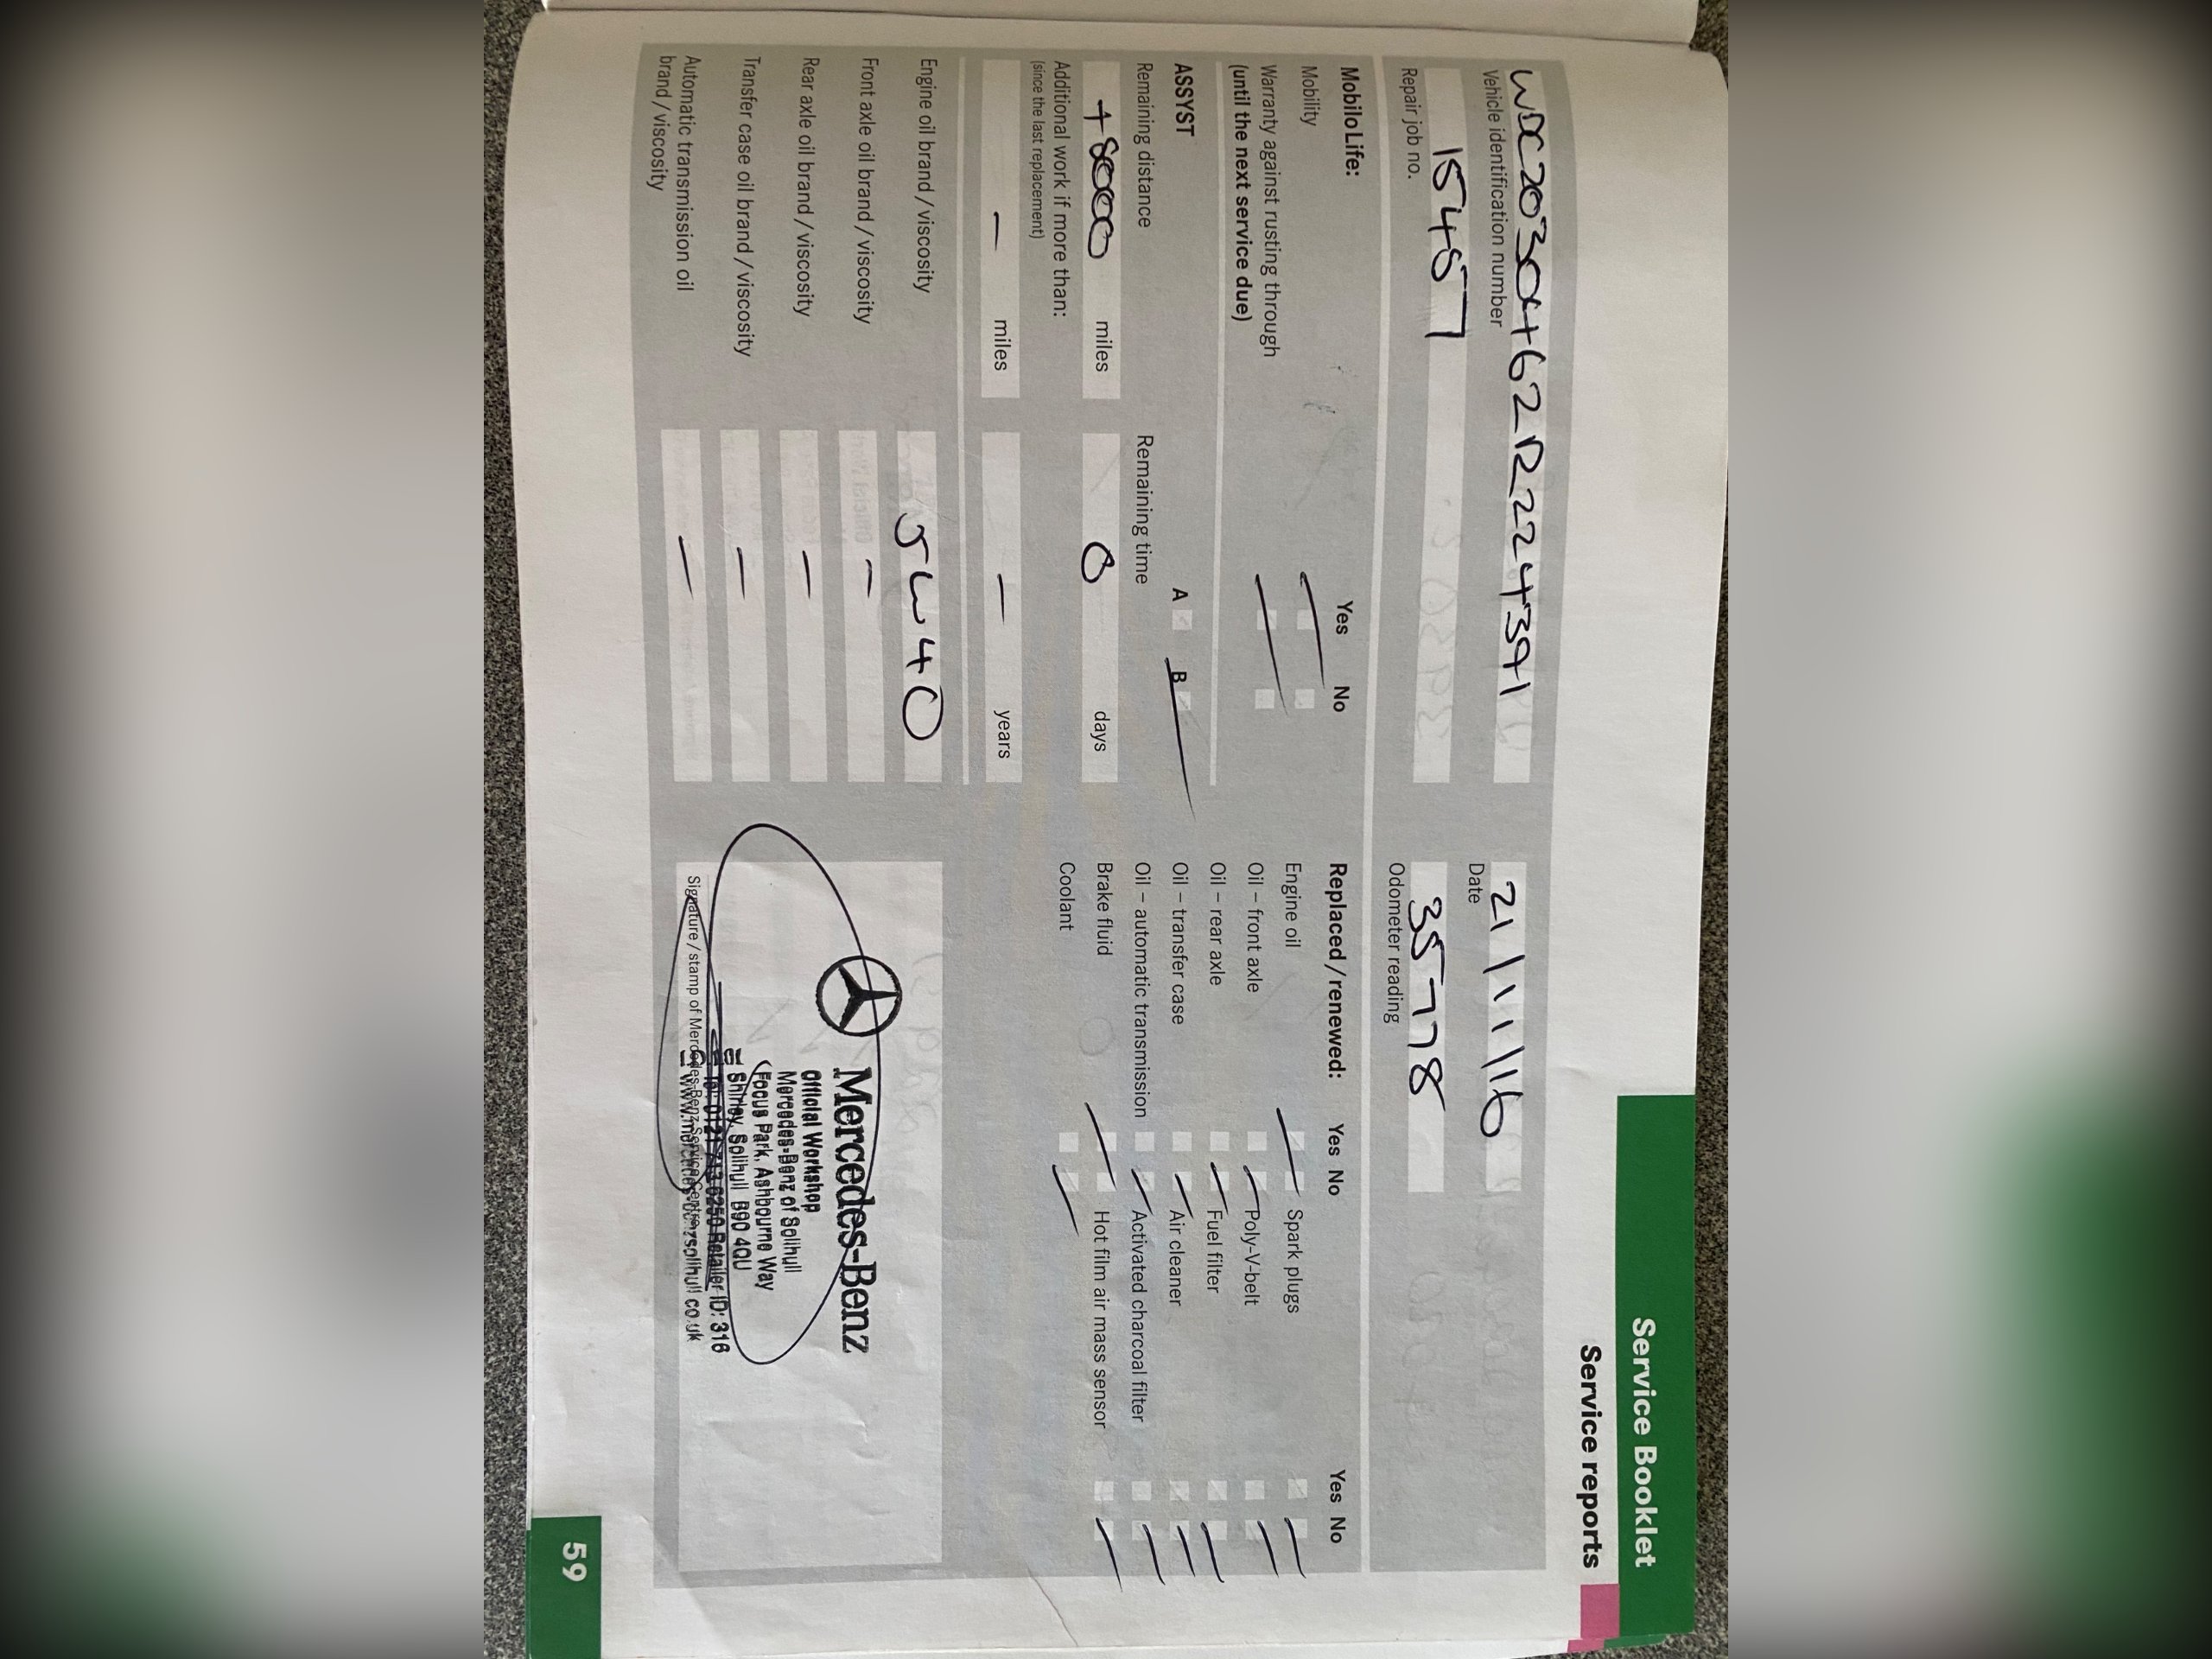 Service Booklet
Service reports
WDC2030462R224391
Vehicle identification number
21/11/16
Date
15487
Repair job no.
35778
Odometer reading
MobiloLife: Yes No
Mobility
Warranty against rusting through
(until the next service due)
ASSYST A B
Remaining distance Remaining time
+8000 miles 0 days
Additional work if more than:
(since the last replacement)
— miles — years
Engine oil brand / viscosity 5W40
Front axle oil brand / viscosity —
Rear axle oil brand / viscosity —
Transfer case oil brand / viscosity —
Automatic transmission oil
brand / viscosity —
Replaced / renewed: Yes No Yes No
Engine oil Spark plugs
Oil – front axle Poly-V-belt
Oil – rear axle Fuel filter
Oil – transfer case Air cleaner
Oil – automatic transmission Activated charcoal filter
Brake fluid Hot film air mass sensor
Coolant
Mercedes-Benz
Official Workshop
Mercedes-Benz of Solihull
Focus Park, Ashbourne Way
Shirley, Solihull B90 4QU
Retailer ID: 316
Signature / stamp of Mercedes-Benz Service Centre
59